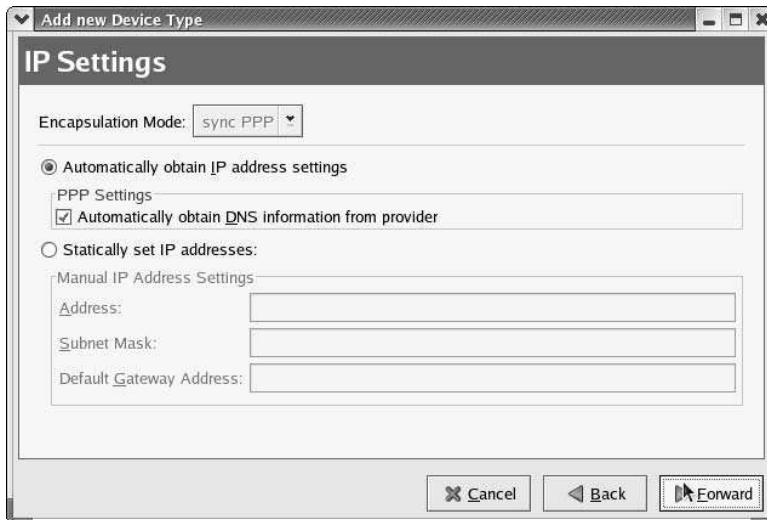 Add new Device Type
IP Settings
Encapsulation Mode: sync PPP
Automatically obtain IP address settings
PPP Settings
Automatically obtain DNS information from provider
Statically set IP addresses:
Manual IP Address Settings
Address:
Subnet Mask:
Default Gateway Address:
Cancel Back Forward